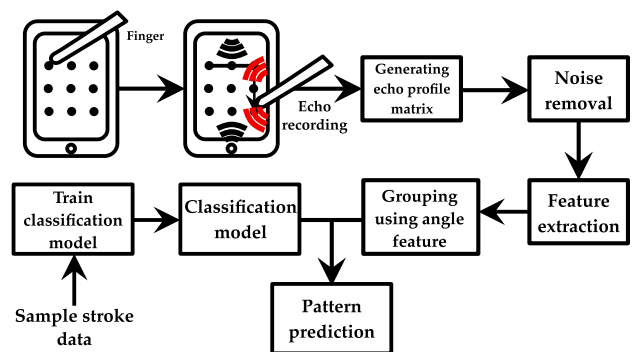 Finger
Echo
recording
Generating
echo profile
matrix
Noise
removal
Train
classification
model
Classification
model
Grouping
using angle
feature
Feature
extraction
Sample stroke
data
Pattern
prediction